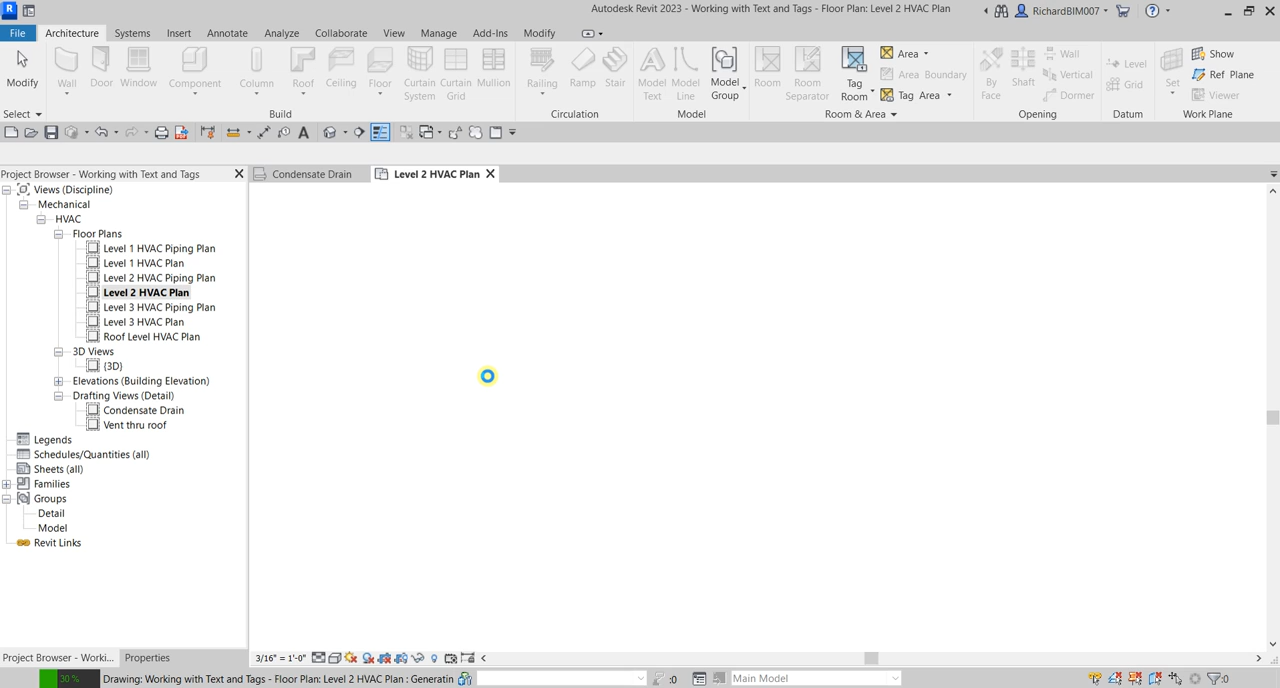 Autodesk Revit 2023 - Working with Text and Tags - Floor Plan: Level 2 HVAC Plan
RichardBIM007
File
Architecture
Systems
Insert
Annotate
Analyze
Collaborate
View
Manage
Add-Ins
Modify
Modify
Wall
Door
Window
Component
Column
Roof
Ceiling
Floor
Curtain
System
Curtain
Grid
Mullion
Railing
Ramp
Stair
Model
Text
Model
Line
Model
Group
Room
Room
Separator
Tag
Room
Area
Area Boundary
Tag Area
By
Face
Shaft
Wall
Vertical
Dormer
Level
Grid
Set
Show
Ref Plane
Viewer
Select
Build
Circulation
Model
Room & Area
Opening
Datum
Work Plane
Project Browser - Working with Text and Tags
Condensate Drain
Level 2 HVAC Plan
Views (Discipline)
Mechanical
HVAC
Floor Plans
Level 1 HVAC Piping Plan
Level 1 HVAC Plan
Level 2 HVAC Piping Plan
Level 2 HVAC Plan
Level 3 HVAC Piping Plan
Level 3 HVAC Plan
Roof Level HVAC Plan
3D Views
{3D}
Elevations (Building Elevation)
Drafting Views (Detail)
Condensate Drain
Vent thru roof
Legends
Schedules/Quantities (all)
Sheets (all)
Families
Groups
Detail
Model
Revit Links
Project Browser - Worki...
Properties
3/16" = 1'-0"
30 %
Drawing: Working with Text and Tags - Floor Plan: Level 2 HVAC Plan : Generatin
:0
Main Model
:0